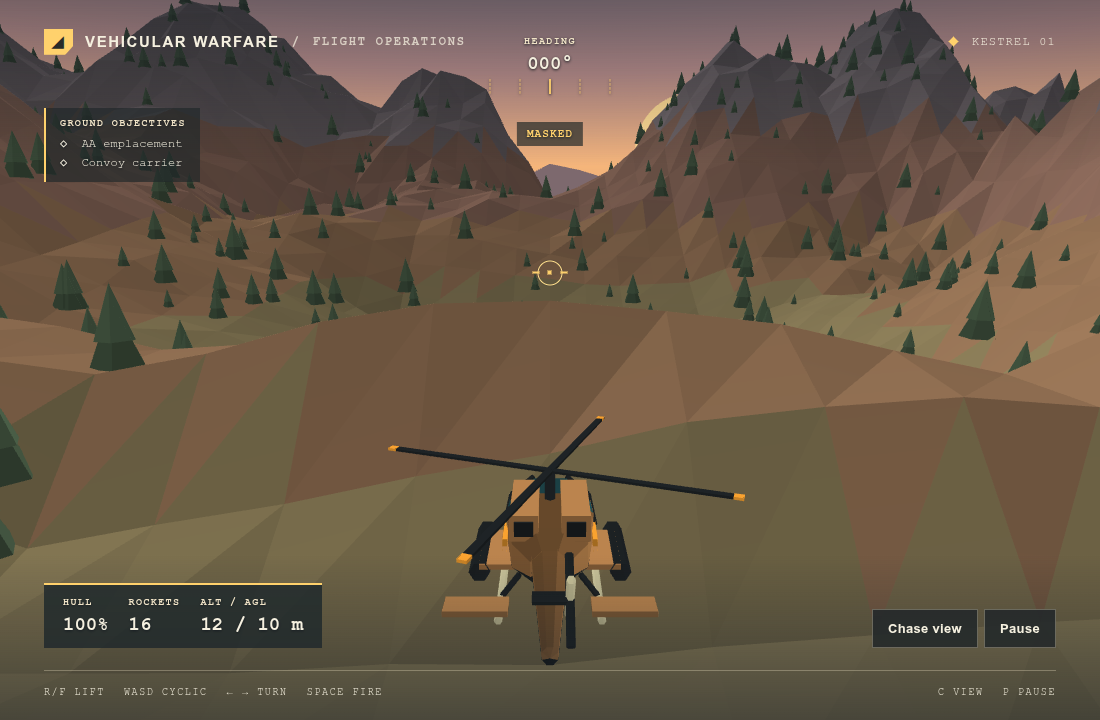 VEHICULAR WARFARE / FLIGHT OPERATIONS
HEADING
000°
KESTREL 01
MASKED
GROUND OBJECTIVES
AA emplacement
Convoy carrier
HULL ROCKETS ALT / AGL
100% 16 12 / 10 m
Chase view Pause
R/F LIFT WASD CYCLIC ← → TURN SPACE FIRE
C VIEW P PAUSE